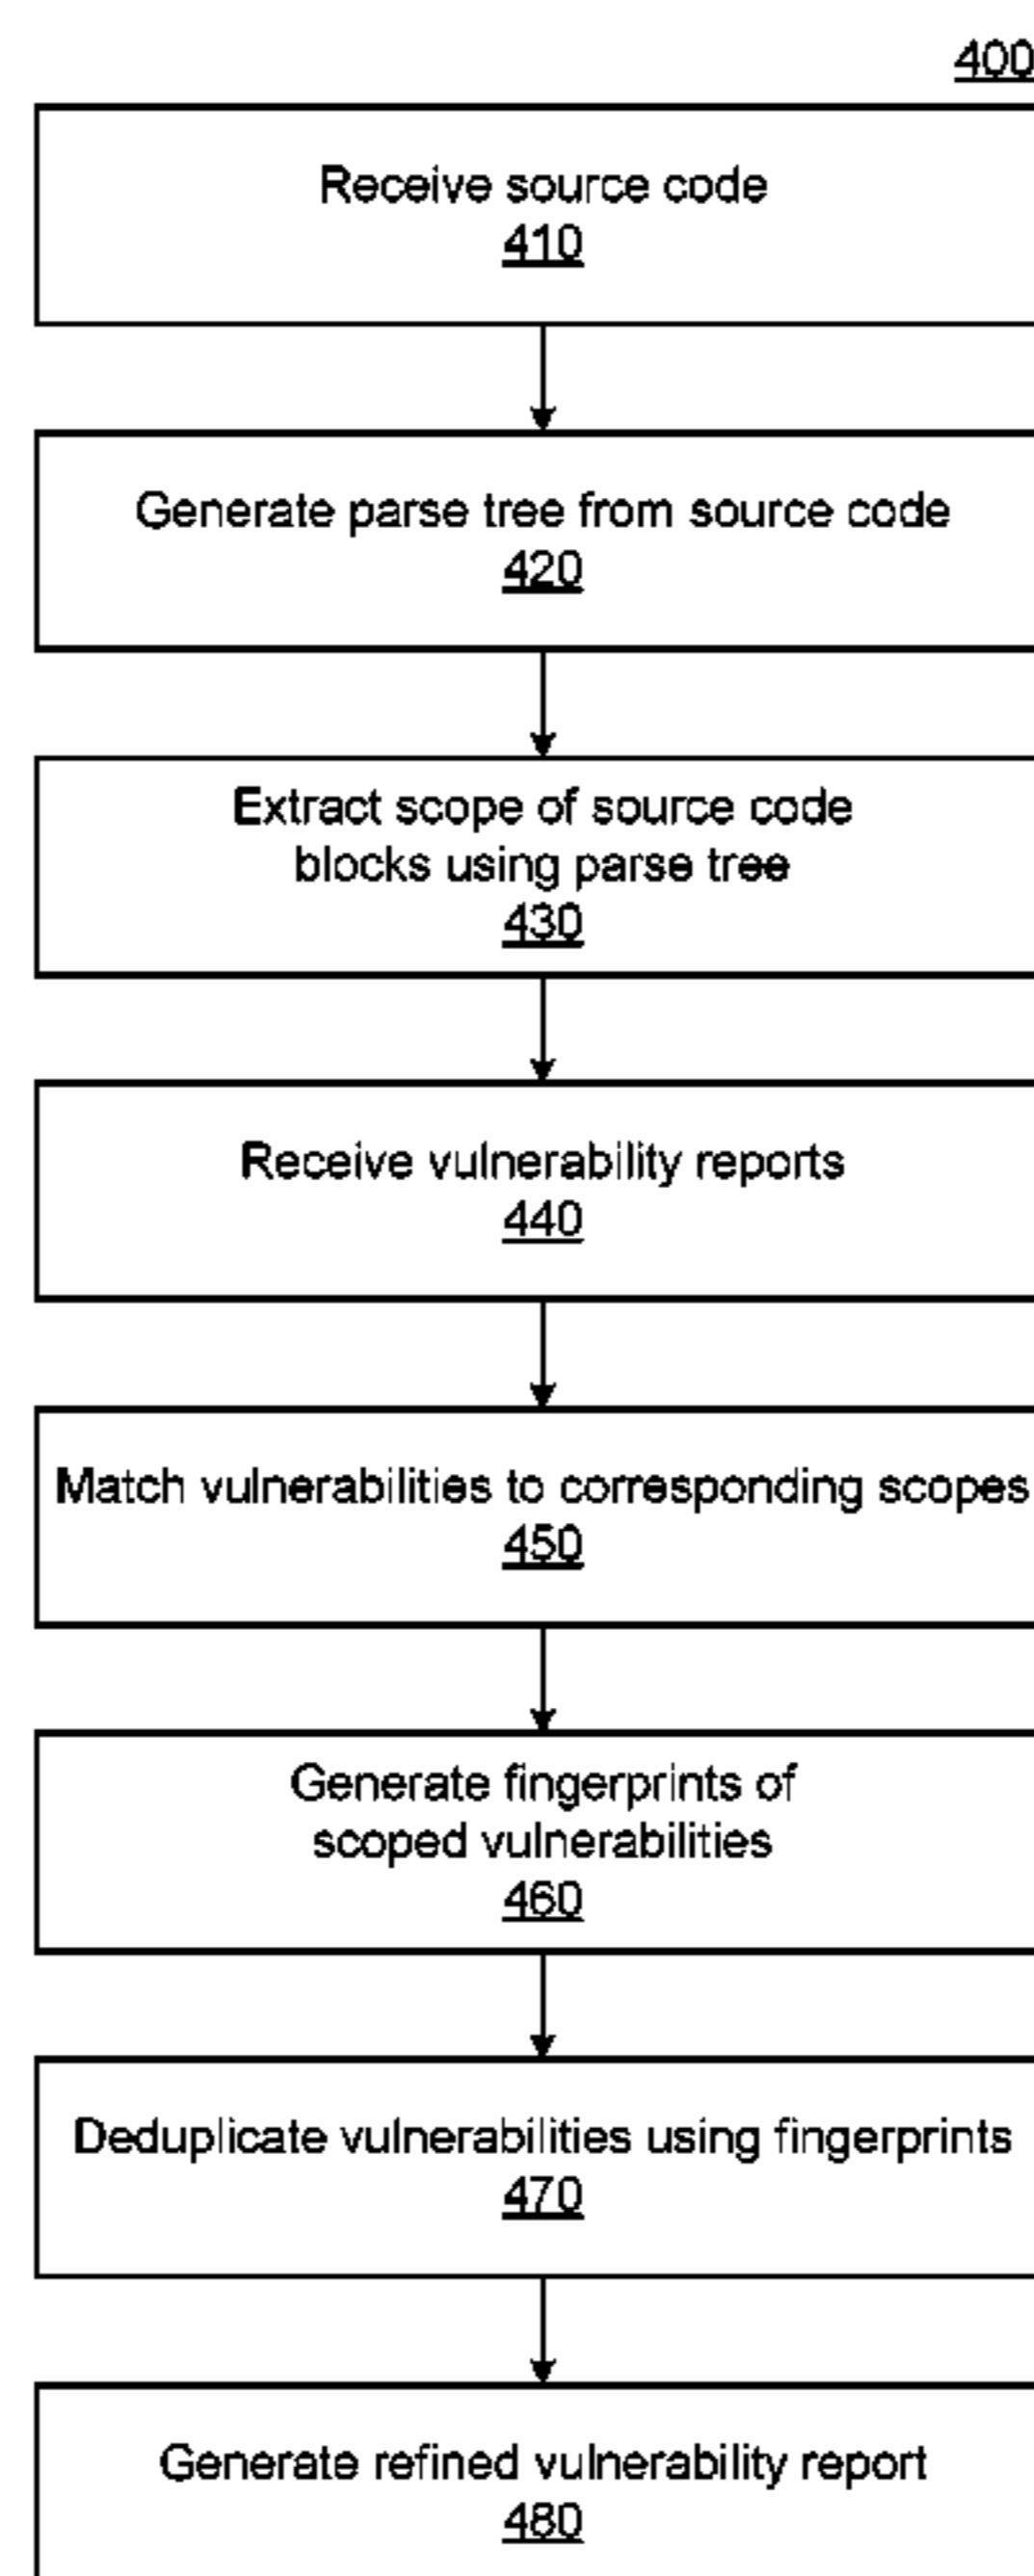 400
Receive source code
410
Generate parse tree from source code
420
Extract scope of source code
blocks using parse tree
430
Receive vulnerability reports
440
Match vulnerabilities to corresponding scopes
450
Generate fingerprints of
scoped vulnerabilities
460
Deduplicate vulnerabilities using fingerprints
470
Generate refined vulnerability report
480